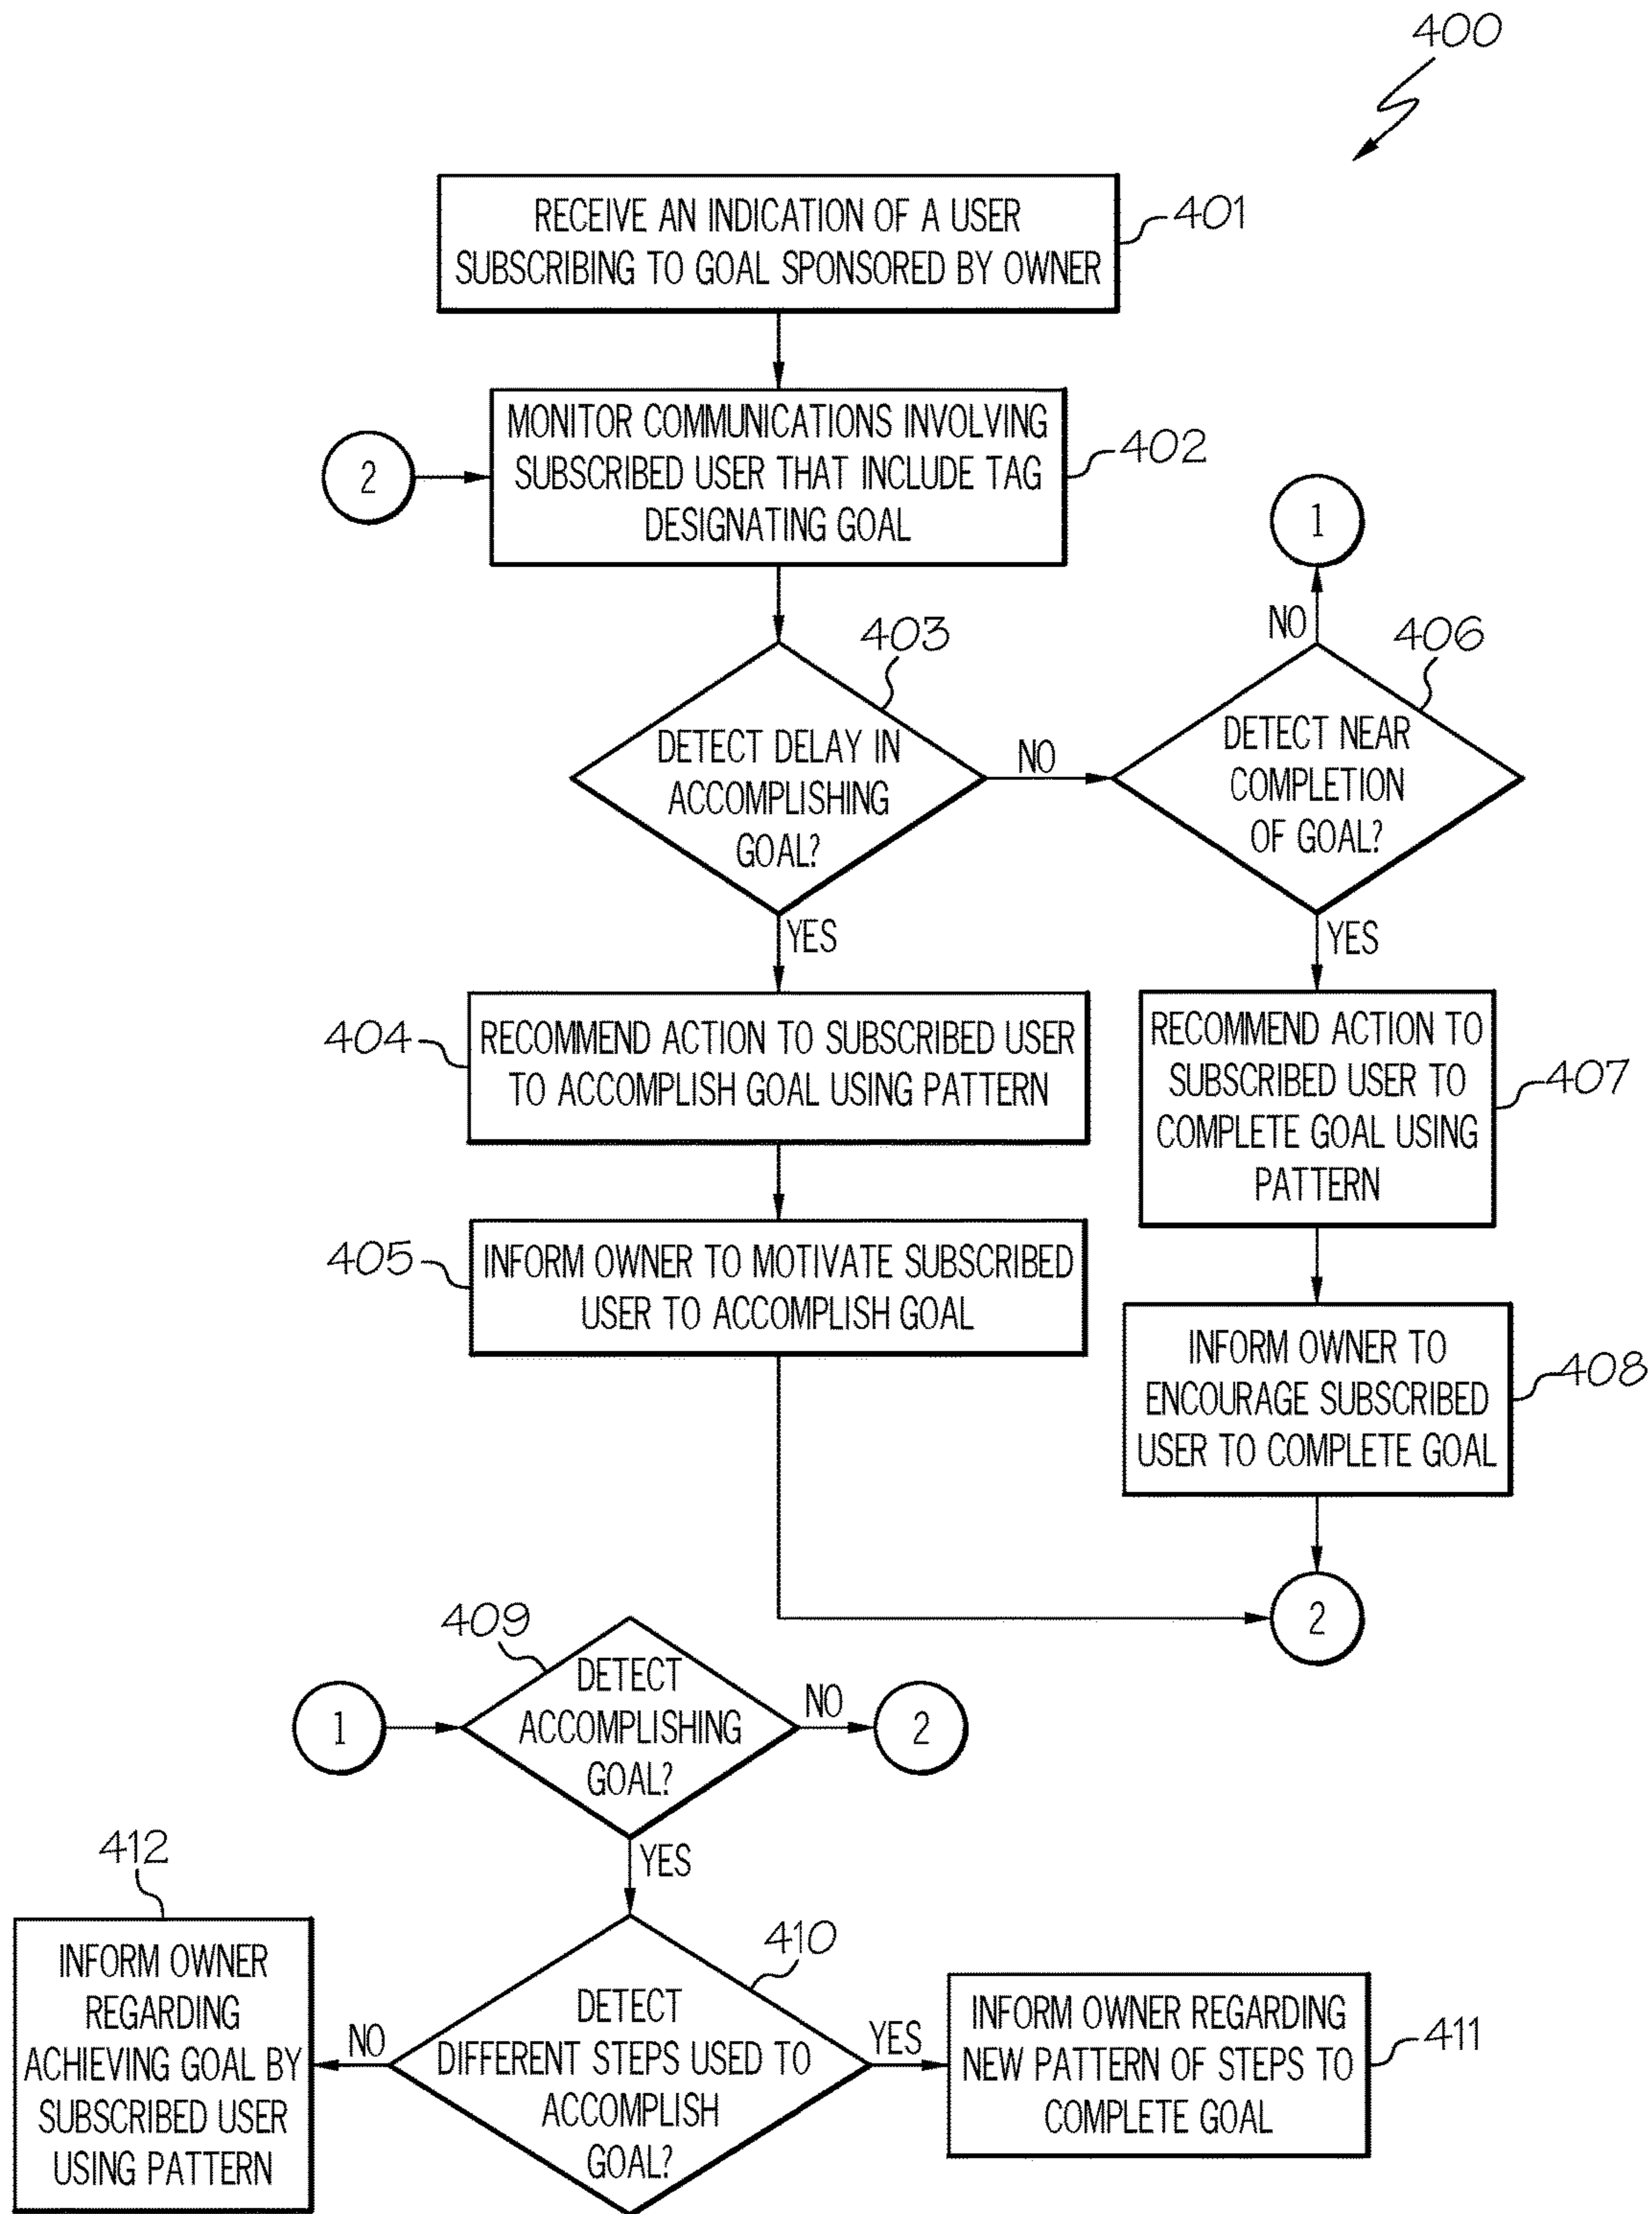 400
RECEIVE AN INDICATION OF A USER
SUBSCRIBING TO GOAL SPONSORED BY OWNER
401
MONITOR COMMUNICATIONS INVOLVING
SUBSCRIBED USER THAT INCLUDE TAG
DESIGNATING GOAL
402
2
1
NO
403
DETECT DELAY IN
ACCOMPLISHING
GOAL?
NO
406
DETECT NEAR
COMPLETION
OF GOAL?
YES
YES
404
RECOMMEND ACTION TO SUBSCRIBED USER
TO ACCOMPLISH GOAL USING PATTERN
RECOMMEND ACTION TO
SUBSCRIBED USER TO
COMPLETE GOAL USING
PATTERN
407
405
INFORM OWNER TO MOTIVATE SUBSCRIBED
USER TO ACCOMPLISH GOAL
INFORM OWNER TO
ENCOURAGE SUBSCRIBED
USER TO COMPLETE GOAL
408
2
409
1
DETECT
ACCOMPLISHING
GOAL?
NO
2
YES
412
INFORM OWNER
REGARDING
ACHIEVING GOAL BY
SUBSCRIBED USER
USING PATTERN
NO
410
DETECT
DIFFERENT STEPS USED TO
ACCOMPLISH
GOAL?
YES
INFORM OWNER REGARDING
NEW PATTERN OF STEPS TO
COMPLETE GOAL
411